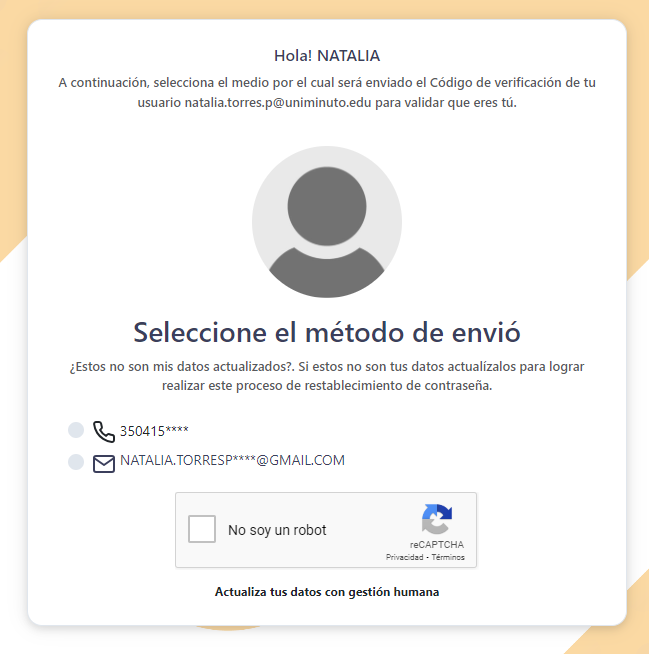 Hola! NATALIA
A continuación, selecciona el medio por el cual será enviado el Código de verificación de tu
usuario natalia.torres.p@uniminuto.edu para validar que eres tú.
Seleccione el método de envió
¿Estos no son mis datos actualizados?. Si estos no son tus datos actualízalos para lograr
realizar este proceso de restablecimiento de contraseña.
350415****
NATALIA.TORRESP****@GMAIL.COM
No soy un robot
reCAPTCHA
Privacidad - Términos
Actualiza tus datos con gestión humana